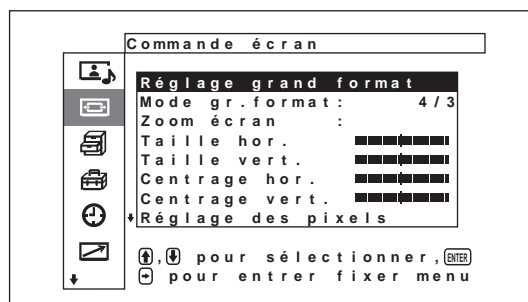 Commande écran
Réglage grand format
Mode gr.format: 4/3
Zoom écran :
Taille hor.
Taille vert.
Centrage hor.
Centrage vert.
Réglage des pixels
, pour sélectionner, ENTER
pour entrer fixer menu